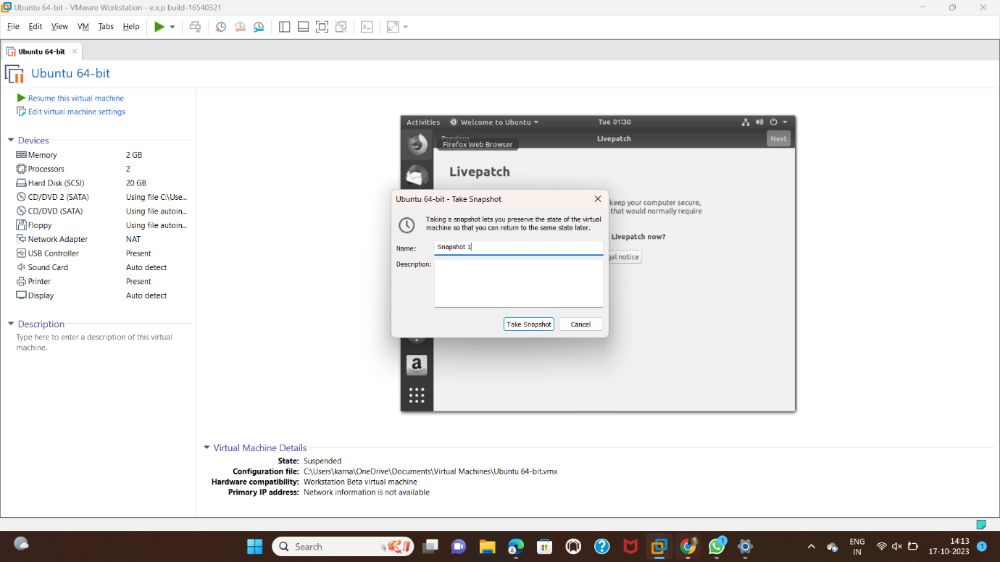 Ubuntu 64-bit - VMware Workstation - e.x.p build-16540321
File Edit View VM Tabs Help
Ubuntu 64-bit
Ubuntu 64-bit
Resume this virtual machine
Edit virtual machine settings
Devices
Memory 2 GB
Processors 2
Hard Disk (SCSI) 20 GB
CD/DVD 2 (SATA) Using file C:\Use...
CD/DVD (SATA) Using file autoin...
Floppy Using file autoin...
Network Adapter NAT
USB Controller Present
Sound Card Auto detect
Printer Present
Display Auto detect
Description
Type here to enter a description of this virtual
machine.
Activities Welcome to Ubuntu Tue 01:30
Previous Livepatch Next
Firefox Web Browser
Livepatch
keep your computer secure,
that would normally require
Livepatch now?
gal notice
a
Ubuntu 64-bit - Take Snapshot
Taking a snapshot lets you preserve the state of the virtual
machine so that you can return to the same state later.
Name: Snapshot 1
Description:
Take Snapshot Cancel
Virtual Machine Details
State: Suspended
Configuration file: C:\Users\karna\OneDrive\Documents\Virtual Machines\Ubuntu 64-bit.vmx
Hardware compatibility: Workstation Beta virtual machine
Primary IP address: Network information is not available
Search
1
ENG
IN
14:13
17-10-2023
1